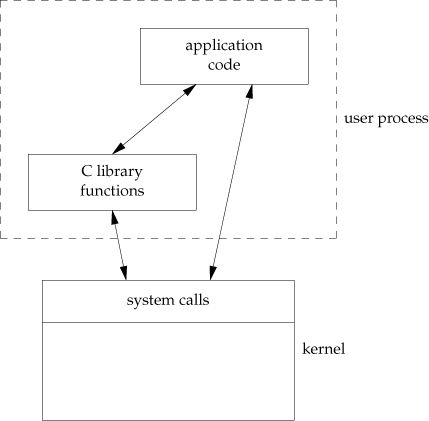 application
code
user process
C library
functions
system calls
kernel